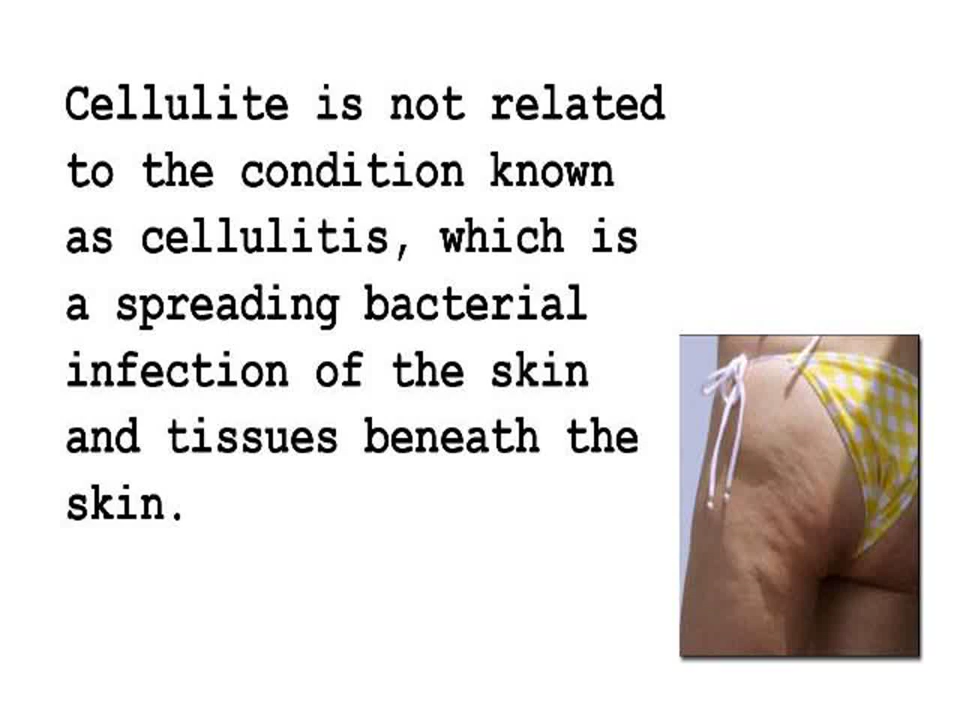 Cellulite is not related
to the condition known
as cellulitis, which is
a spreading bacterial
infection of the skin
and tissues beneath the
skin.